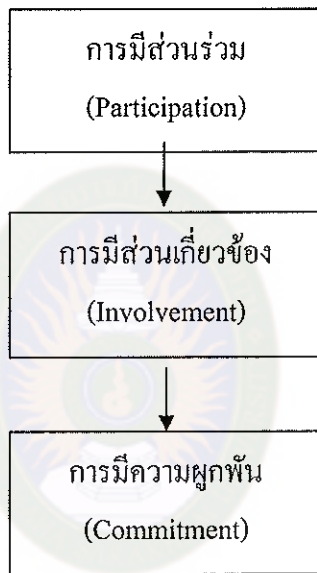 การมีส่วนร่วม
(Participation)
การมีส่วนเกี่ยวข้อง
(Involvement)
การมีความผูกพัน
(Commitment)